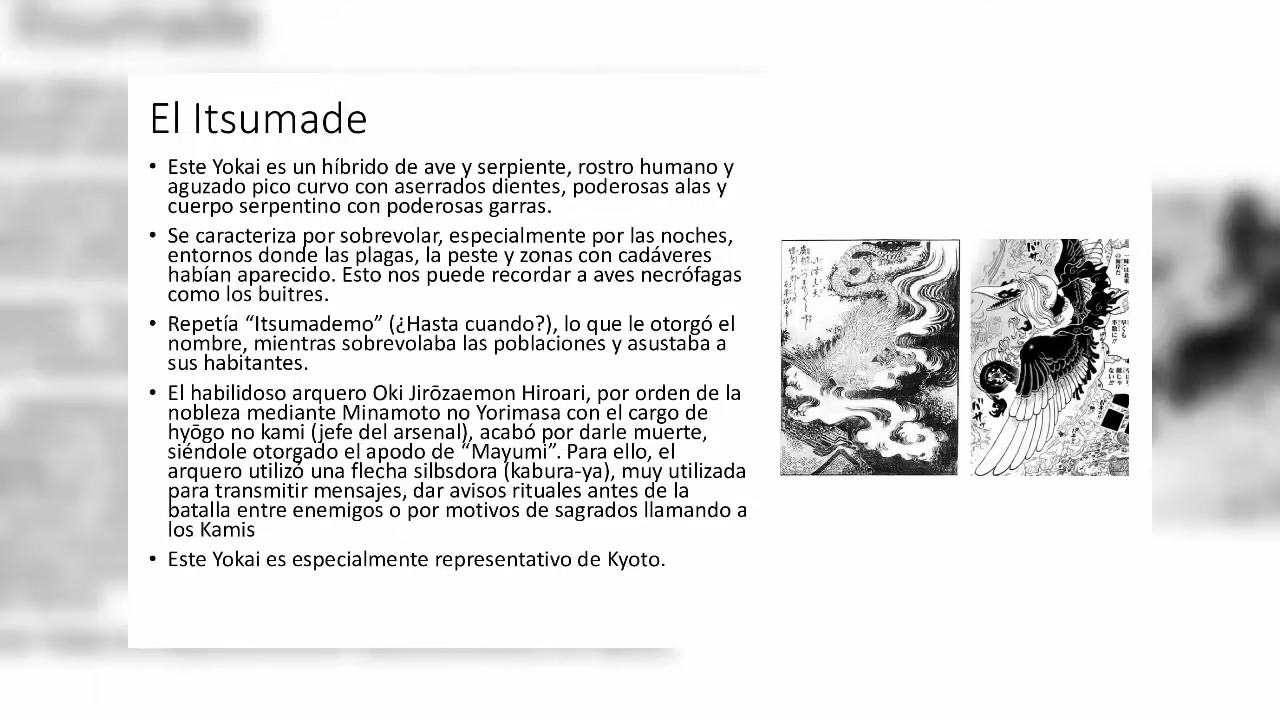 El Itsumade
• Este Yokai es un híbrido de ave y serpiente, rostro humano y
aguzado pico curvo con aserrados dientes, poderosas alas y
cuerpo serpentino con poderosas garras.
• Se caracteriza por sobrevolar, especialmente por las noches,
entornos donde las plagas, la peste y zonas con cadáveres
habían aparecido. Esto nos puede recordar a aves necrófagas
como los buitres.
• Repetía “Itsumademo” (¿Hasta cuando?), lo que le otorgó el
nombre, mientras sobrevolaba las poblaciones y asustaba a
sus habitantes.
• El habilidoso arquero Oki Jirōzaemon Hiroari, por orden de la
nobleza mediante Minamoto no Yorimasa con el cargo de
hyōgo no kami (jefe del arsenal), acabó por darle muerte,
siéndole otorgado el apodo de “Mayumi”. Para ello, el
arquero utilizó una flecha silbsdora (kabura-ya), muy utilizada
para transmitir mensajes, dar avisos rituales antes de la
batalla entre enemigos o por motivos de sagrados llamando a
los Kamis
• Este Yokai es especialmente representativo de Kyoto.